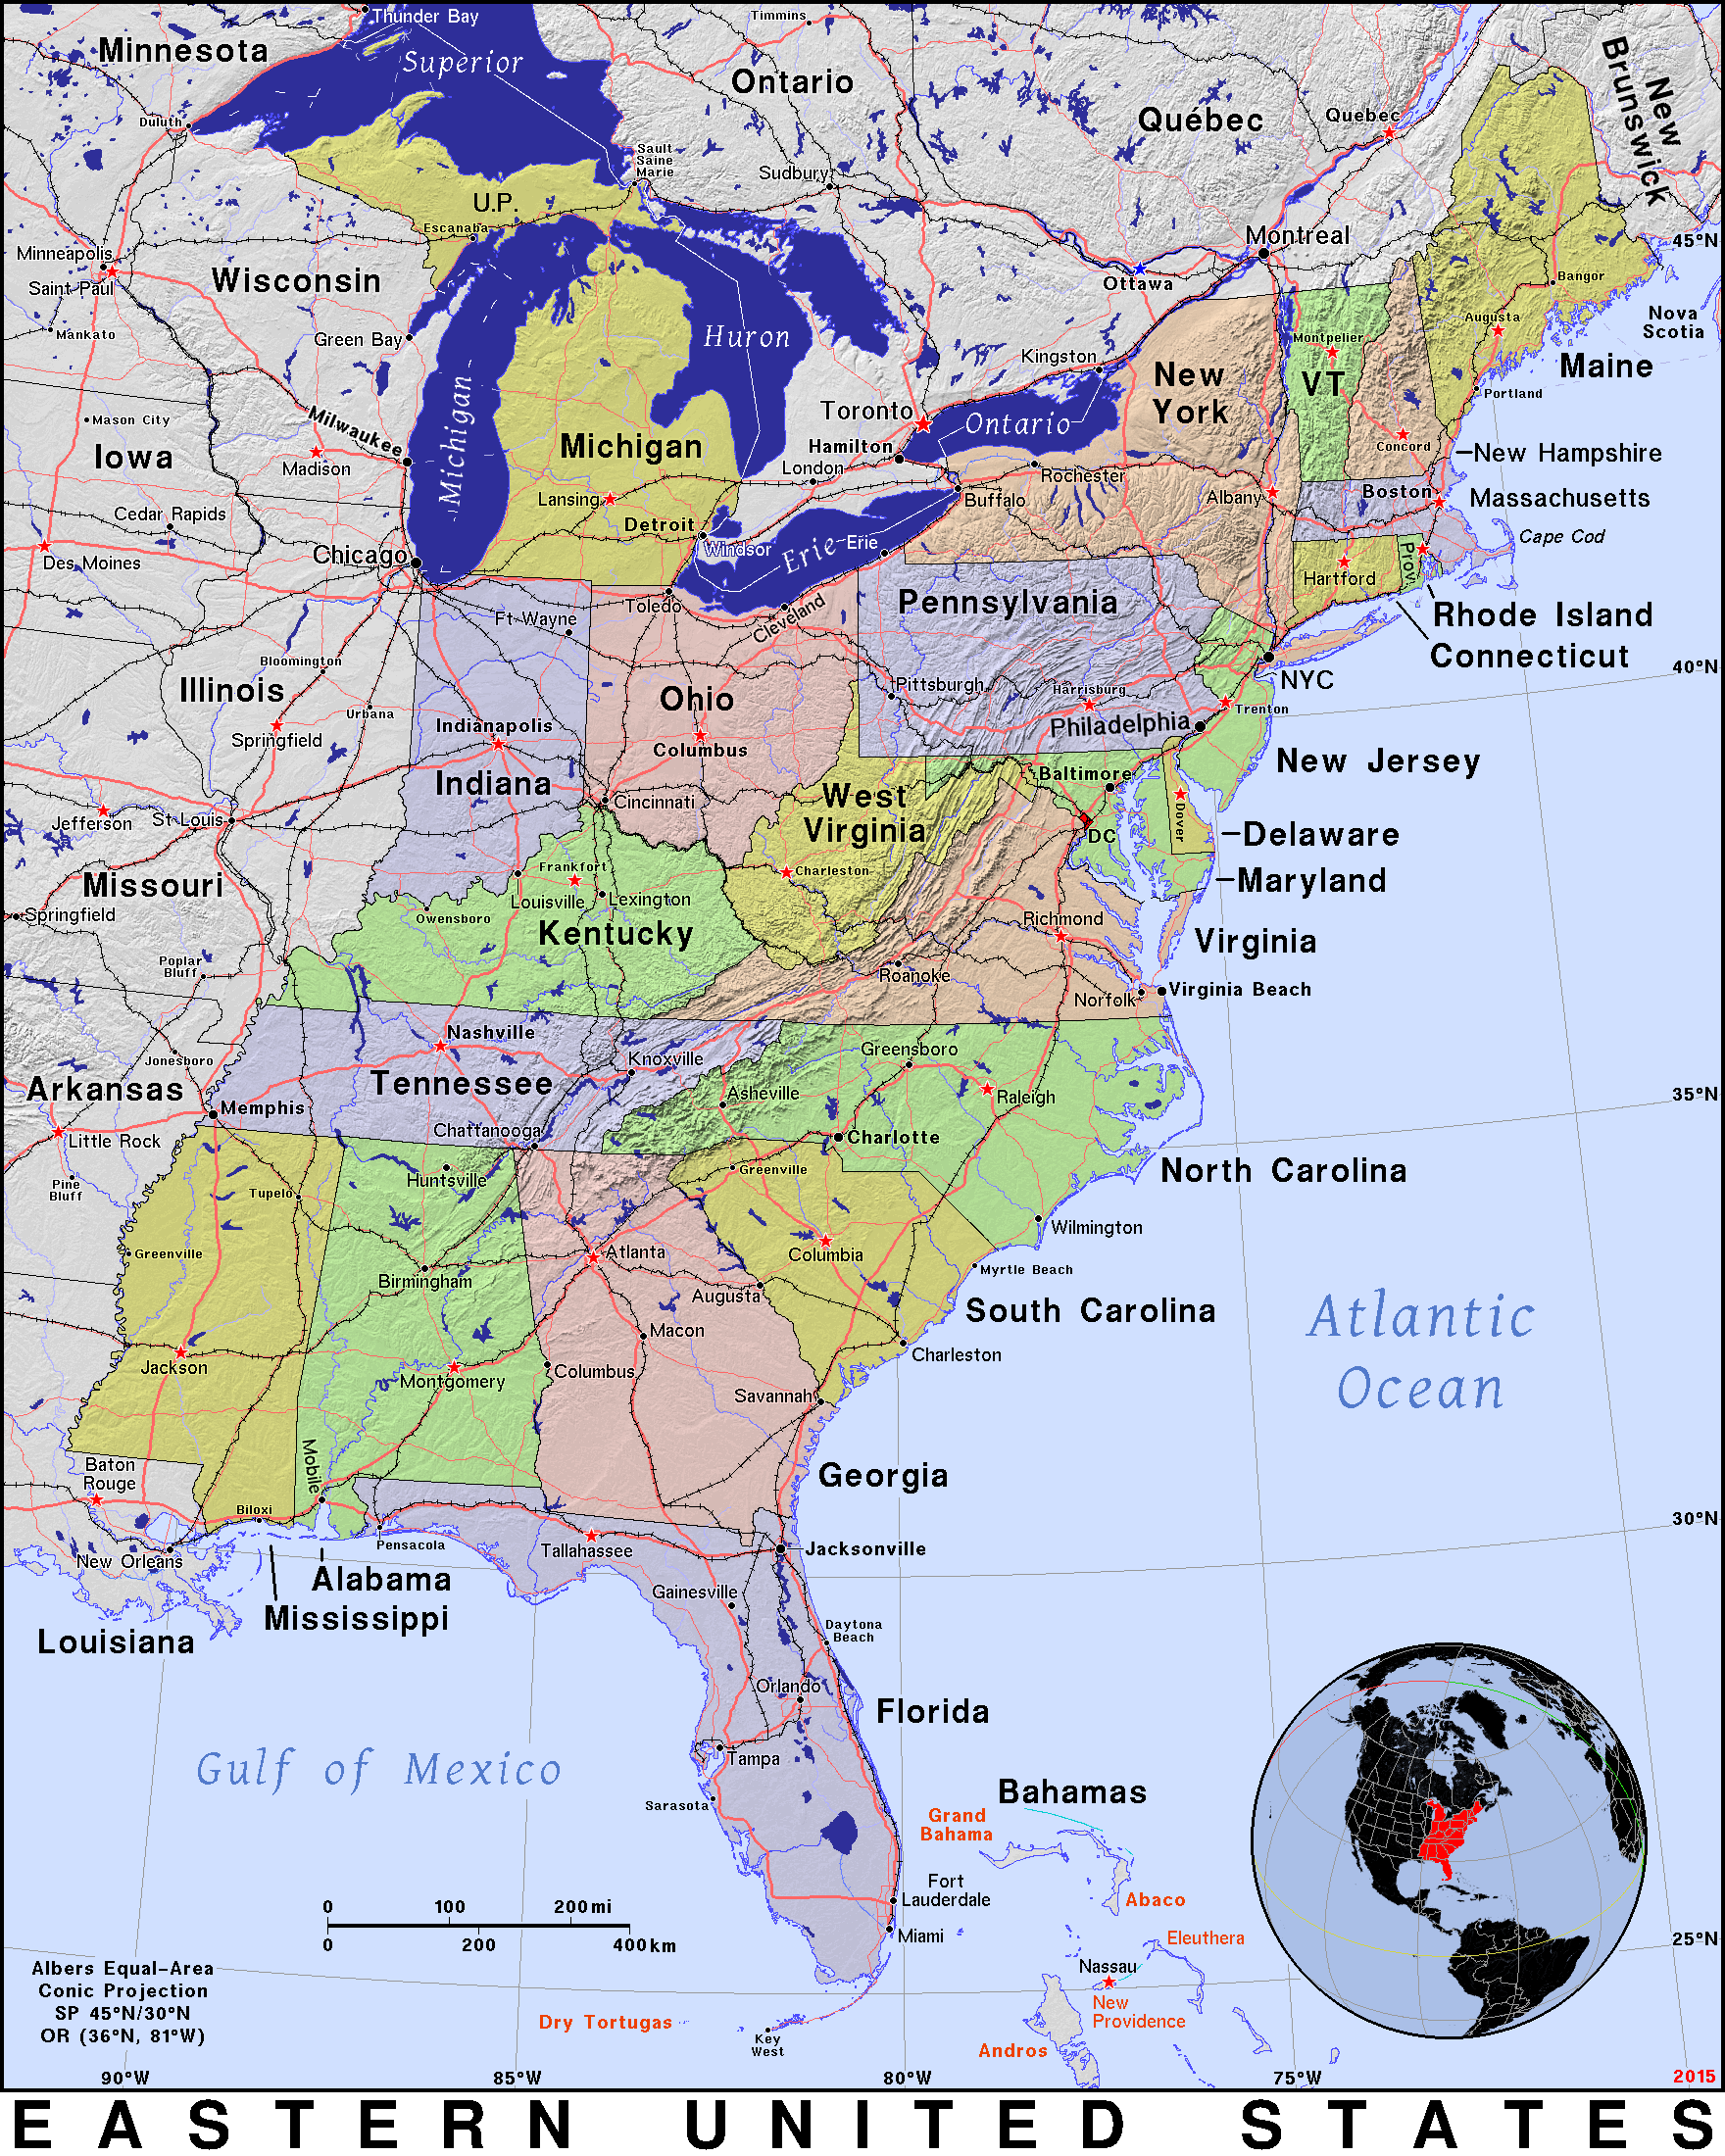 Thunder Bay
Timmins
Minnesota
Superior
Ontario
New
Brunswick
Québec
Quebec
Duluth
Sault
Saine
Marie
Sudbury
U.P.
Escanaba
Montreal
45°N
Minneapolis
Saint Paul
Wisconsin
Ottawa
Bangor
Mankato
Green Bay
Huron
Augusta
Nova
Scotia
Montpelier
Kingston
Maine
New
York
VT
Portland
Mason City
Milwaukee
Michigan
Toronto
Ontario
Iowa
Madison
Michigan
Hamilton
London
Concord
New Hampshire
Rochester
Buffalo
Albany
Boston
Massachusetts
Lansing
Cedar Rapids
Detroit
Windsor
Erie
Erie
Cape Cod
Chicago
Des Moines
Hartford
Prov.
Toledo
Cleveland
Pennsylvania
Rhode Island
Connecticut
Ft Wayne
40°N
Bloomington
Illinois
Urbana
Springfield
Indianapolis
Ohio
Columbus
Pittsburgh
Harrisburg
NYC
Trenton
Philadelphia
New Jersey
Indiana
Cincinnati
West
Virginia
Baltimore
Dover
DC
Delaware
Jefferson
St Louis
Missouri
Frankfort
Louisville
Lexington
Charleston
Maryland
Springfield
Owensboro
Kentucky
Richmond
Virginia
Poplar
Bluff
Roanoke
Norfolk
Virginia Beach
Nashville
Jonesboro
Knoxville
Greensboro
Arkansas
Tennessee
Asheville
Raleigh
35°N
Memphis
Little Rock
Chattanooga
Charlotte
North Carolina
Pine
Bluff
Huntsville
Greenville
Tupelo
Wilmington
Greenville
Atlanta
Columbia
Myrtle Beach
Birmingham
Augusta
South Carolina
Atlantic
Ocean
Macon
Jackson
Montgomery
Columbus
Charleston
Savannah
Mobile
Baton
Rouge
Georgia
Biloxi
30°N
New Orleans
Pensacola
Tallahassee
Jacksonville
Alabama
Mississippi
Louisiana
Gainesville
Daytona
Beach
Orlando
Florida
Gulf of Mexico
Tampa
Sarasota
Bahamas
Grand
Bahama
Fort
Lauderdale
Abaco
0 100 200 mi
0 200 400 km
Miami
Eleuthera
25°N
Albers Equal-Area
Conic Projection
SP 45°N/30°N
OR (36°N, 81°W)
Nassau
New
Providence
Dry Tortugas
Key
West
Andros
90°W
85°W
80°W
75°W
2015
EASTERN UNITED STATES